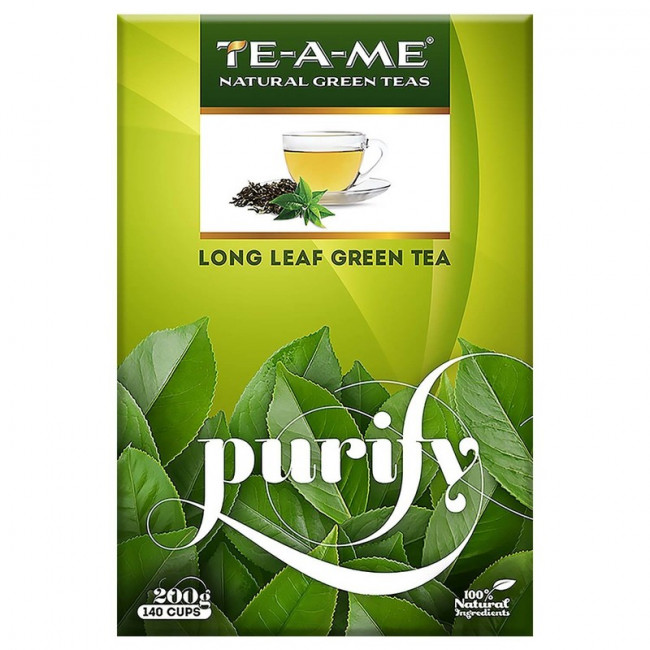 TE-A-ME®
NATURAL GREEN TEAS
LONG LEAF GREEN TEA
purify
200g
140 CUPS
100%
Natural
Ingredients